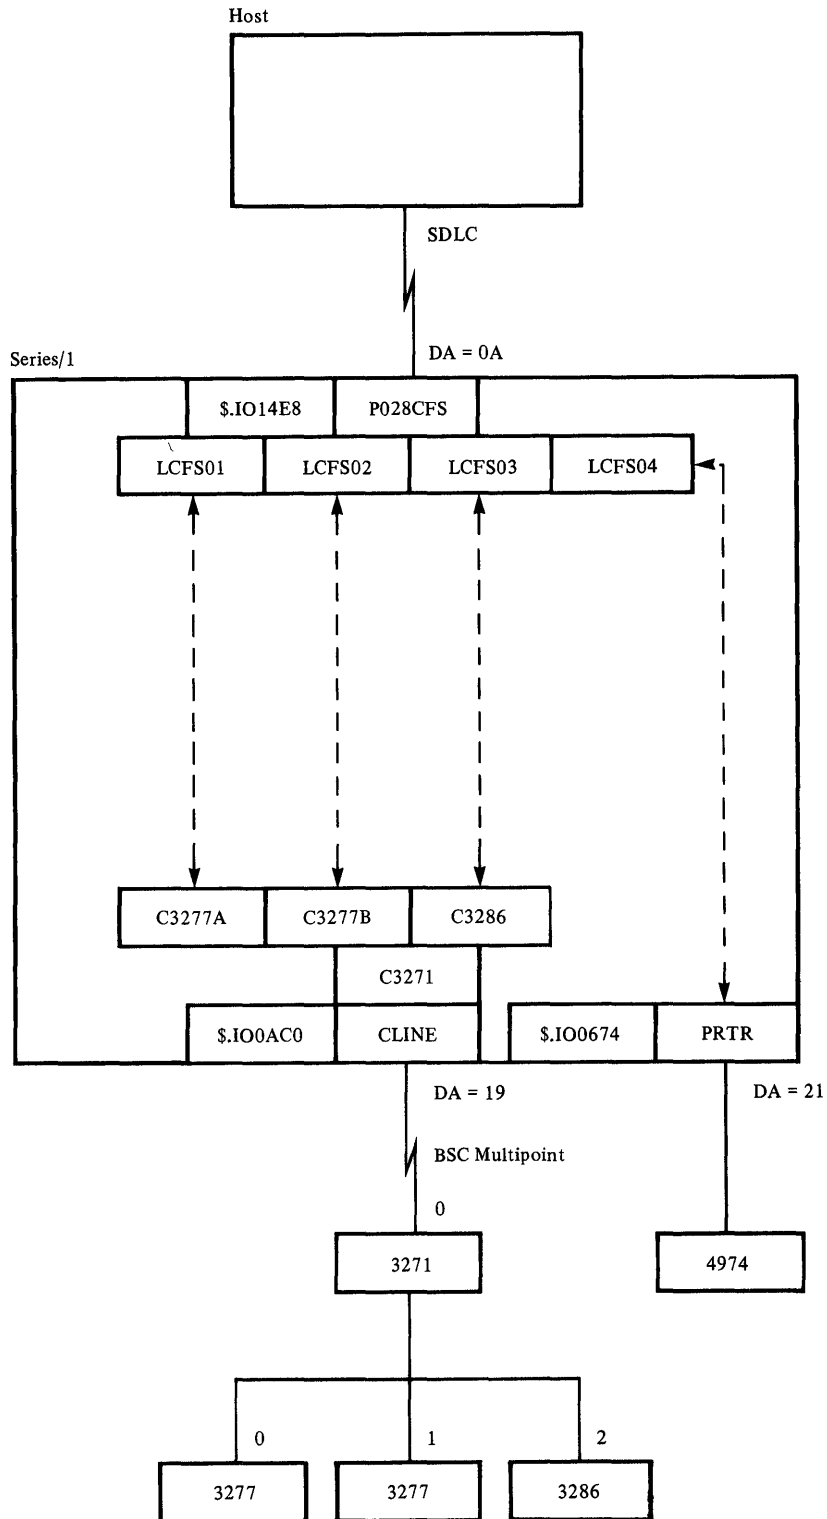 Host
SDLC
DA = 0A
Series/1
$.IO14E8 P028CFS
LCFS01 LCFS02 LCFS03 LCFS04
C3277A C3277B C3286
C3271
$.IO0AC0 CLINE $.IO0674 PRTR
DA = 19 DA = 21
BSC Multipoint
0
3271 4974
0 1 2
3277 3277 3286